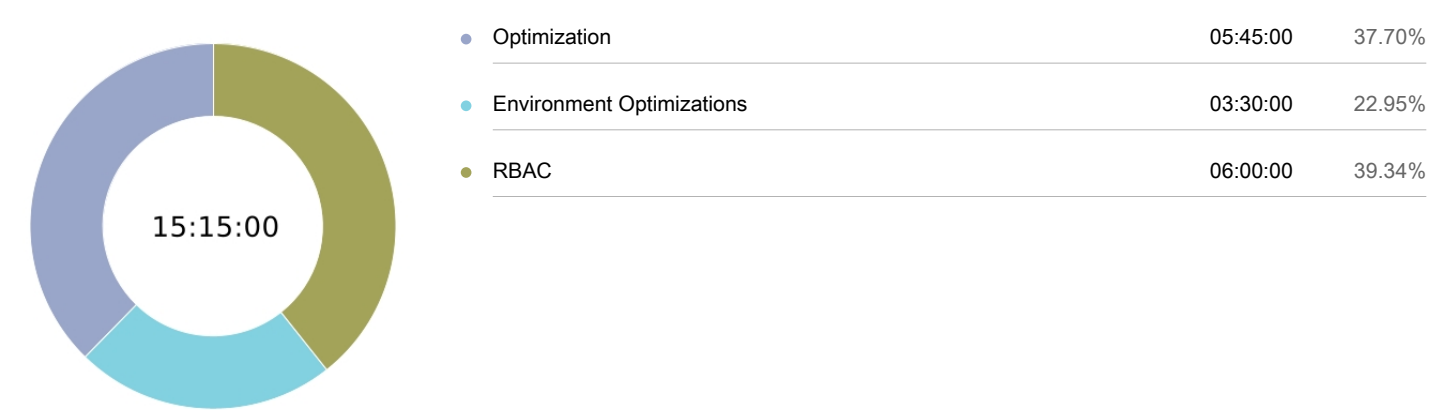 Optimization 05:45:00 37.70%
Environment Optimizations 03:30:00 22.95%
RBAC 06:00:00 39.34%
15:15:00